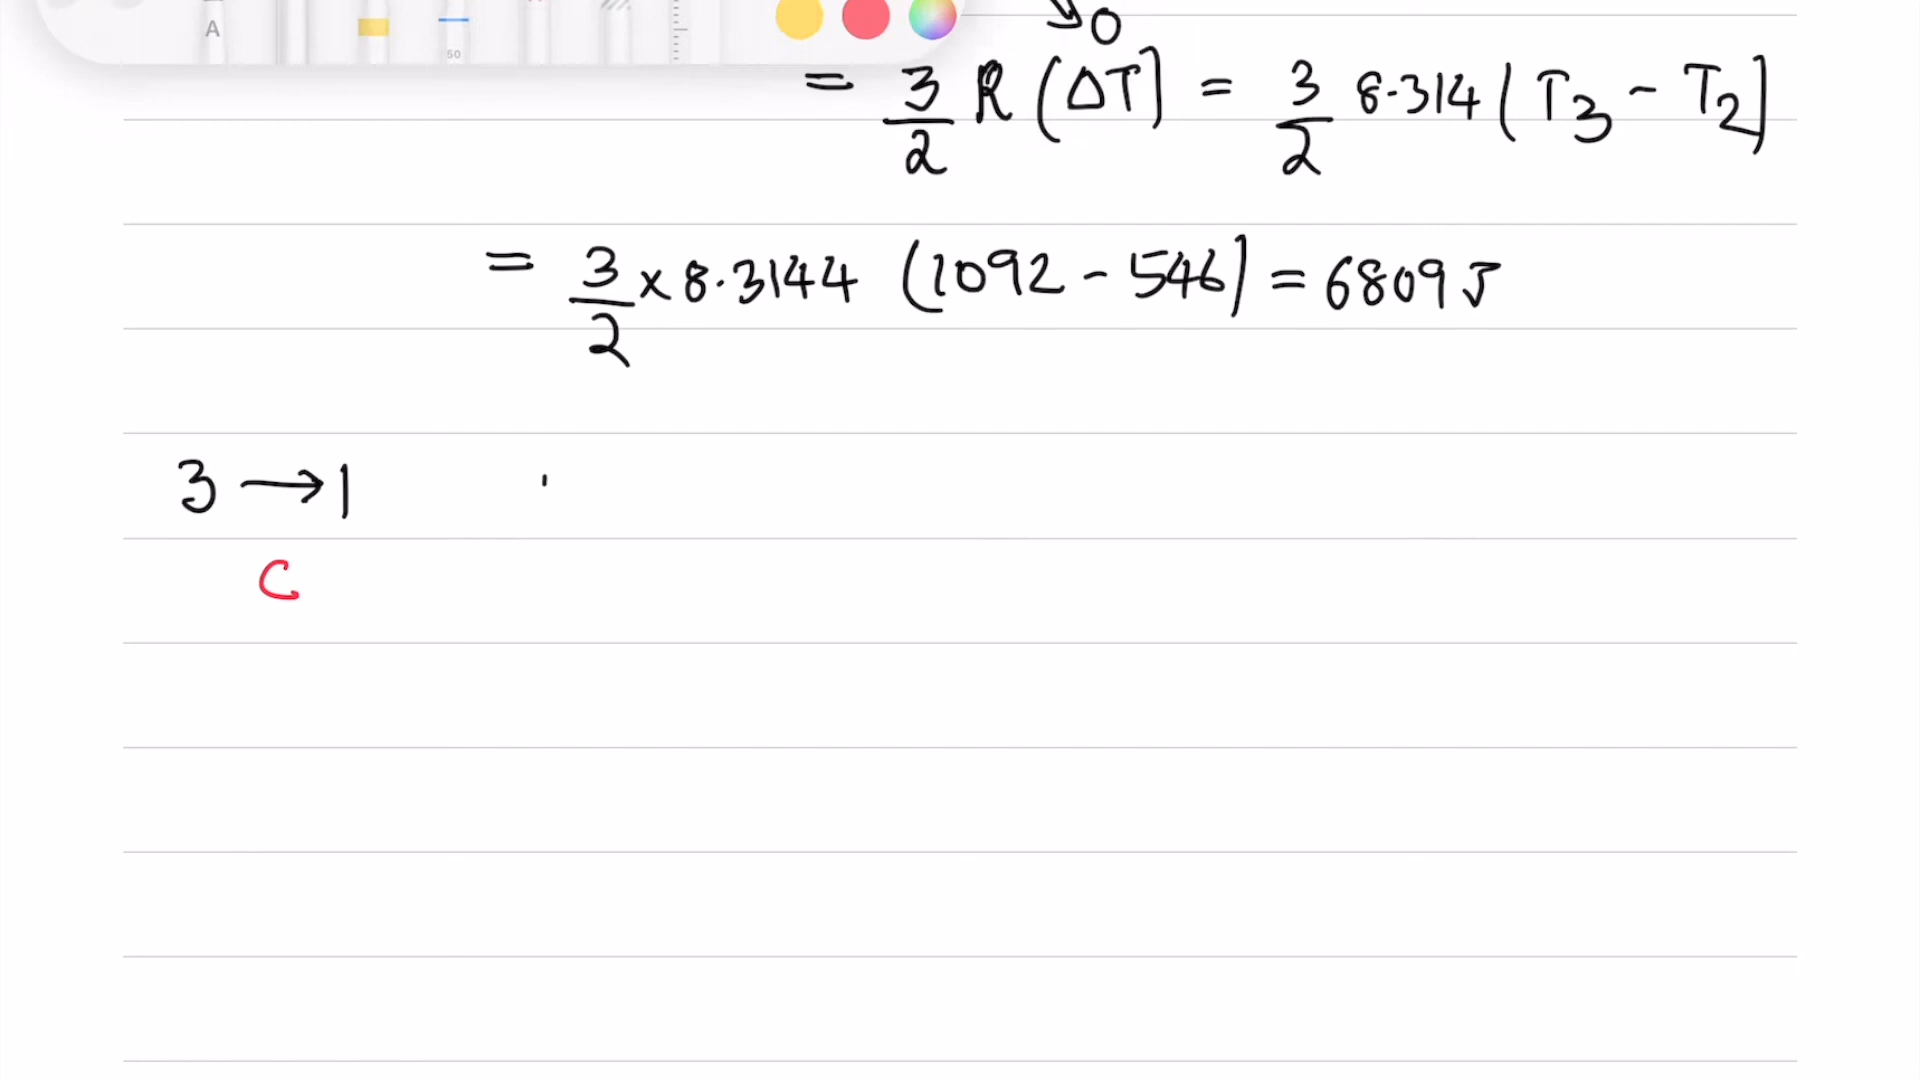 A
50
↘0
= 3/2 R (ΔT) = 3/2 8.314 (T₃ - T₂)
= 3/2 × 8.3144 (1092 - 546) = 6809 J
3 → 1
C